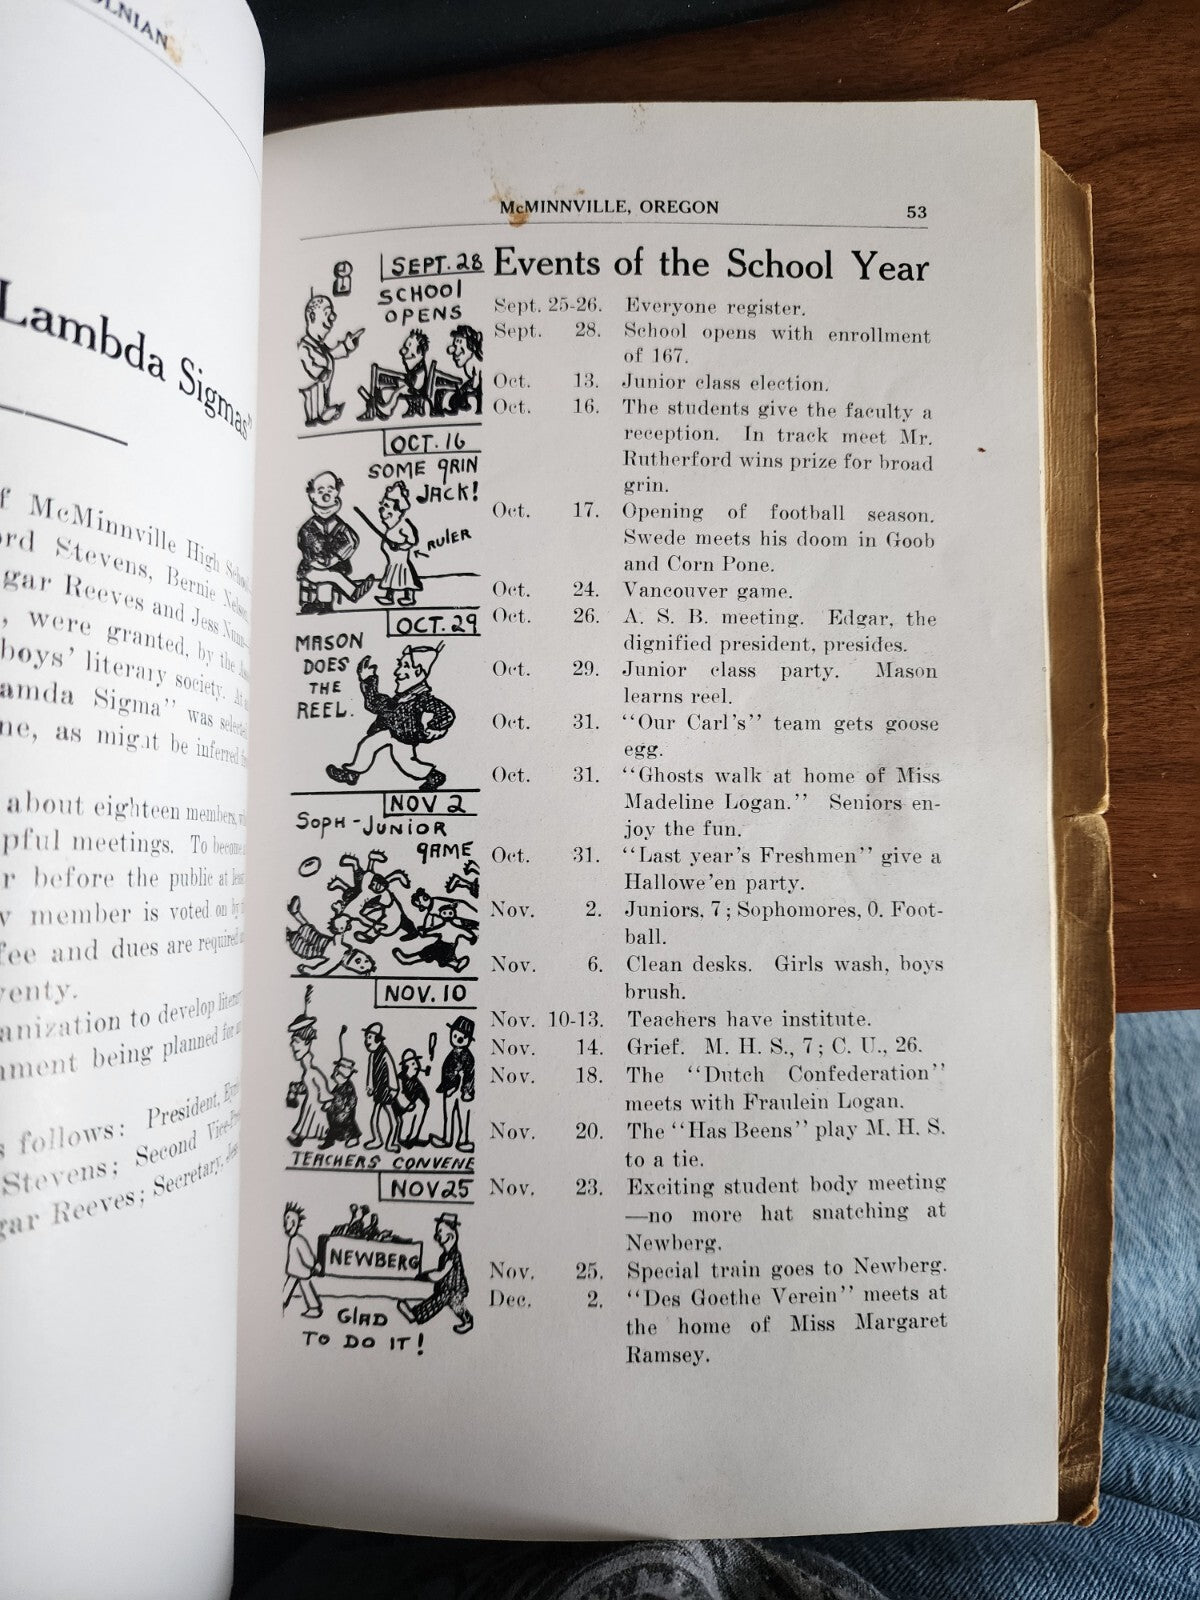 Lambda Sigmas"
of McMinnville High School,
Stevens, Bernie Nelson,
Reeves and Jess
, were granted, by the
boys' literary society. At
Sigma" was selected
, as might be inferred
about eighteen members,
meetings. To become
before the public at least
member is voted on by
fee and dues are required
to develop literary
being planned for
follows: President,
Stevens; Second
Reeves; Secretary,
McMINNVILLE, OREGON 53
Events of the School Year
SEPT. 28
SCHOOL
OPENS
OCT. 16
SOME GRIN
JACK!
RULER
OCT. 29
MASON
DOES
THE
REEL.
NOV 2
SOPH-JUNIOR
GAME
NOV. 10
TEACHERS CONVENE
NOV 25
NEWBERG
GLAD
TO DO IT!
Sept. 25-26. Everyone register.
Sept. 28. School opens with enrollment
of 167.
Oct. 13. Junior class election.
Oct. 16. The students give the faculty a
reception. In track meet Mr.
Rutherford wins prize for broad
grin.
Oct. 17. Opening of football season.
Swede meets his doom in Goob
and Corn Pone.
Oct. 24. Vancouver game.
Oct. 26. A. S. B. meeting. Edgar, the
dignified president, presides.
Oct. 29. Junior class party. Mason
learns reel.
Oct. 31. "Our Carl's" team gets goose
egg.
Oct. 31. "Ghosts walk at home of Miss
Madeline Logan." Seniors en-
joy the fun.
Oct. 31. "Last year's Freshmen" give a
Hallowe'en party.
Nov. 2. Juniors, 7; Sophomores, 0. Foot-
ball.
Nov. 6. Clean desks. Girls wash, boys
brush.
Nov. 10-13. Teachers have institute.
Nov. 14. Grief. M. H. S., 7; C. U., 26.
Nov. 18. The "Dutch Confederation"
meets with Fraulein Logan.
Nov. 20. The "Has Beens" play M. H. S.
to a tie.
Nov. 23. Exciting student body meeting
—no more hat snatching at
Newberg.
Nov. 25. Special train goes to Newberg.
Dec. 2. "Des Goethe Verein" meets at
the home of Miss Margaret
Ramsey.